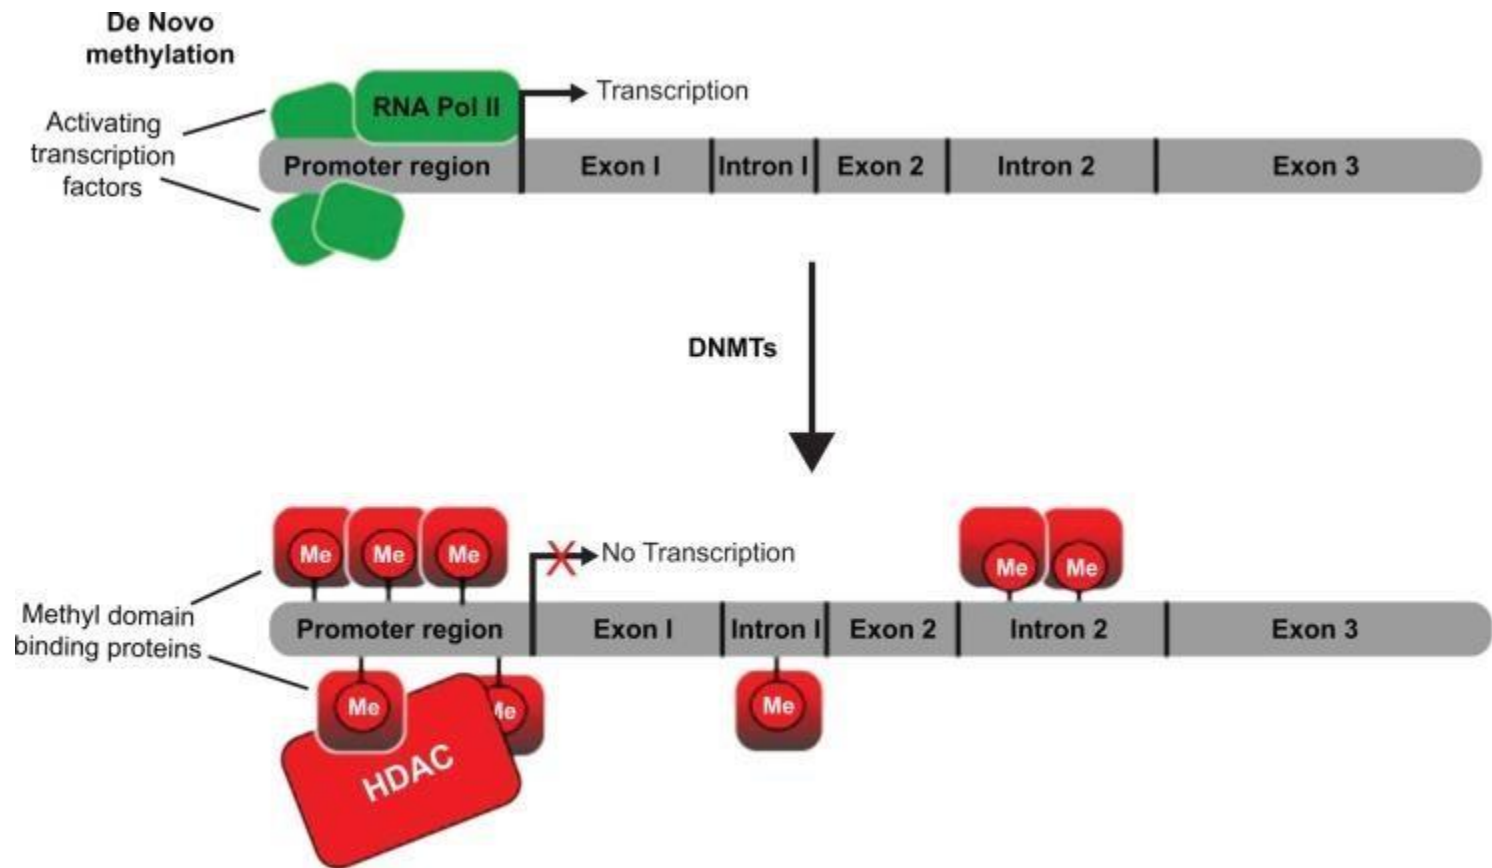 De Novo
methylation
Activating
transcription
factors
RNA Pol II
Transcription
Promoter region
Exon I
Intron I
Exon 2
Intron 2
Exon 3
DNMTs
Me
Me
Me
No Transcription
Me
Me
Methyl domain
binding proteins
Promoter region
Exon I
Intron I
Exon 2
Intron 2
Exon 3
Me
Me
Me
HDAC